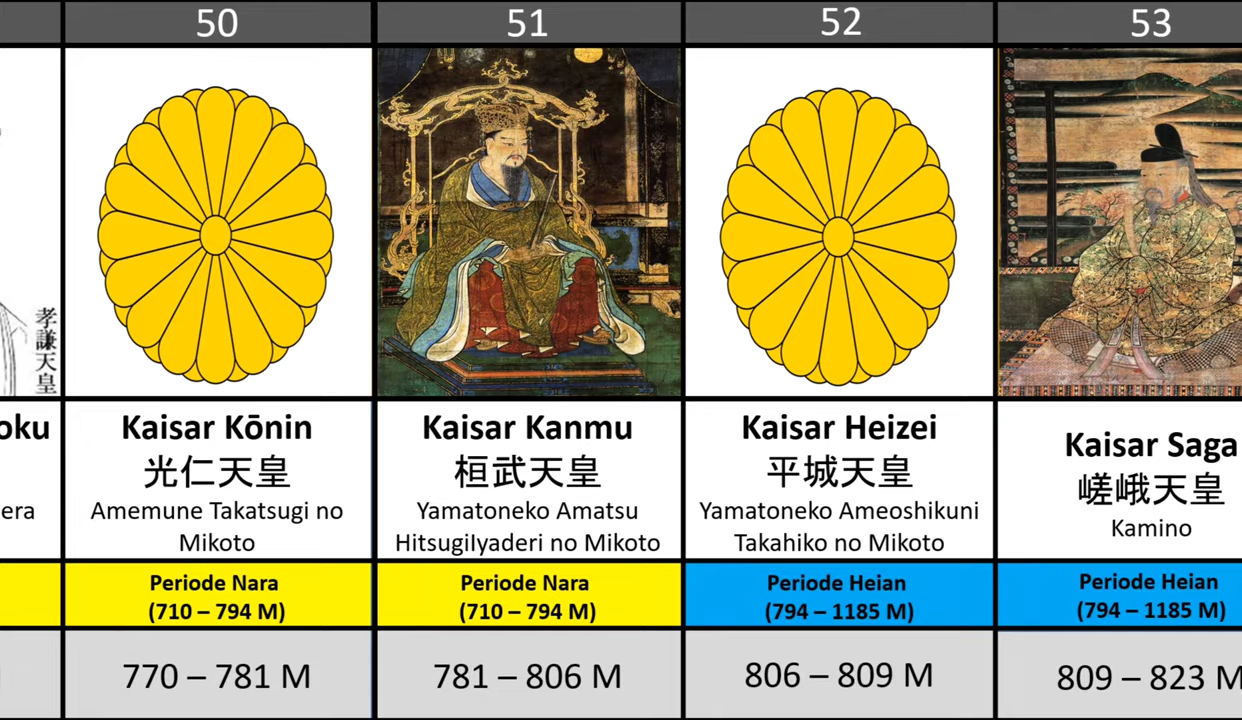 50
51
52
53
孝謙天皇
oku
era
Kaisar Kōnin
光仁天皇
Amemune Takatsugi no
Mikoto
Periode Nara
(710 – 794 M)
770 – 781 M
Kaisar Kanmu
桓武天皇
Yamatoneko Amatsu
HitsugiIyaderi no Mikoto
Periode Nara
(710 – 794 M)
781 – 806 M
Kaisar Heizei
平城天皇
Yamatoneko Ameoshikuni
Takahiko no Mikoto
Periode Heian
(794 – 1185 M)
806 – 809 M
Kaisar Saga
嵯峨天皇
Kamino
Periode Heian
(794 – 1185 M)
809 – 823 M